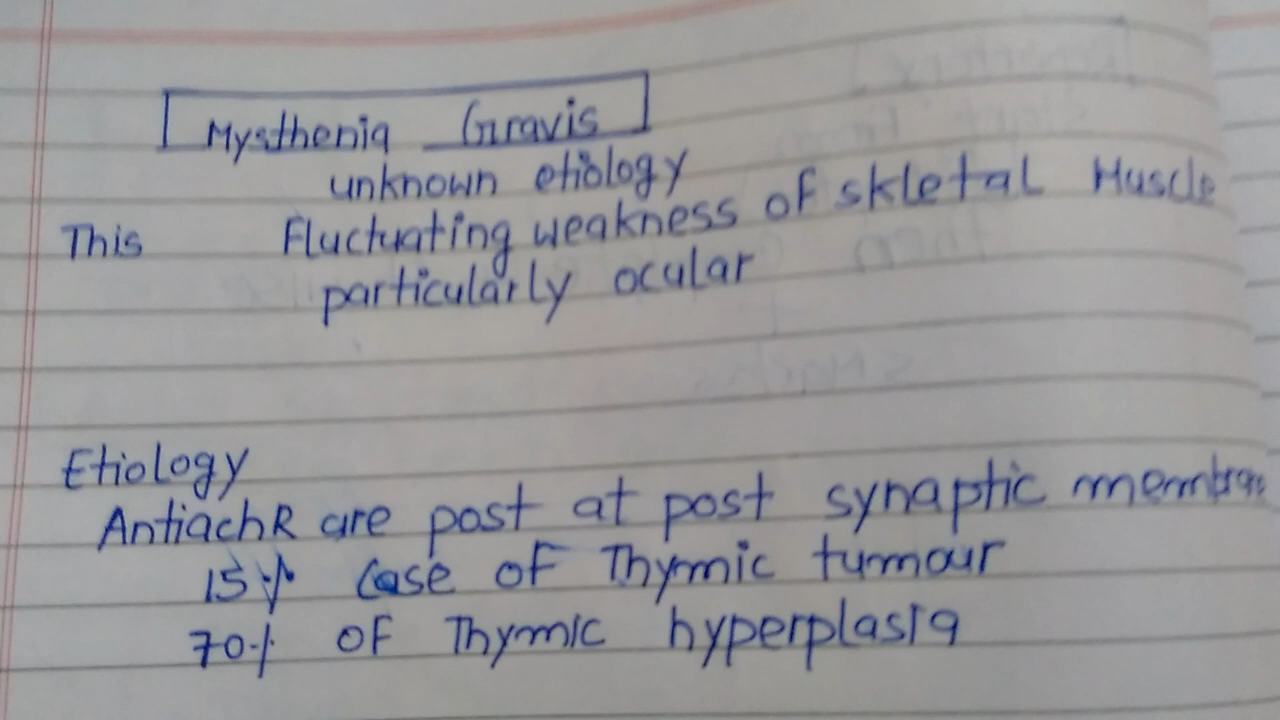 Mysthenia Gravis
unknown etiology
This Fluctuating weakness of skletal Muscle
particularly ocular
Etiology
AntiachR are post at post synaptic membrane
15% Case of Thymic tumour
70% of Thymic hyperplasia